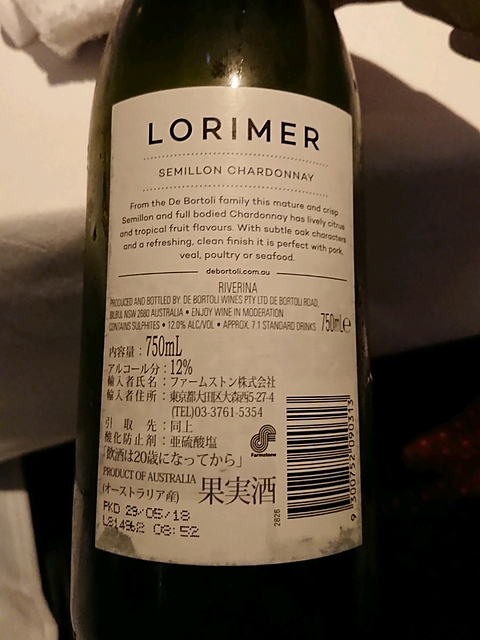 LORIMER
SEMILLON CHARDONNAY
From the De Bortoli family this mature and crisp
Semillon and full bodied Chardonnay has lively citrus
and tropical fruit flavours. With subtle oak characters
and a refreshing, clean finish it is perfect with pork,
veal, poultry or seafood.
debortoli.com.au
RIVERINA
PRODUCED AND BOTTLED BY: DE BORTOLI WINES PTY LTD DE BORTOLI ROAD,
BILBUL NSW 2680 AUSTRALIA • ENJOY WINE IN MODERATION
CONTAINS SULPHITES • 12.0% ALC/VOL • APPROX. 7.1 STANDARD DRINKS 750mL℮
内容量：750mL
アルコール分：12%
輸入者氏名：ファームストン株式会社
輸入者住所：東京都大田区大森西5-27-4
(TEL)03-3761-5354
引取先：同上
酸化防止剤：亜硫酸塩
「飲酒は20歳になってから」
PRODUCT OF AUSTRALIA
(オーストラリア産)
果実酒
Farmstone
PKD 29/05/18
L814962 08:52
2826
9 300752 090313